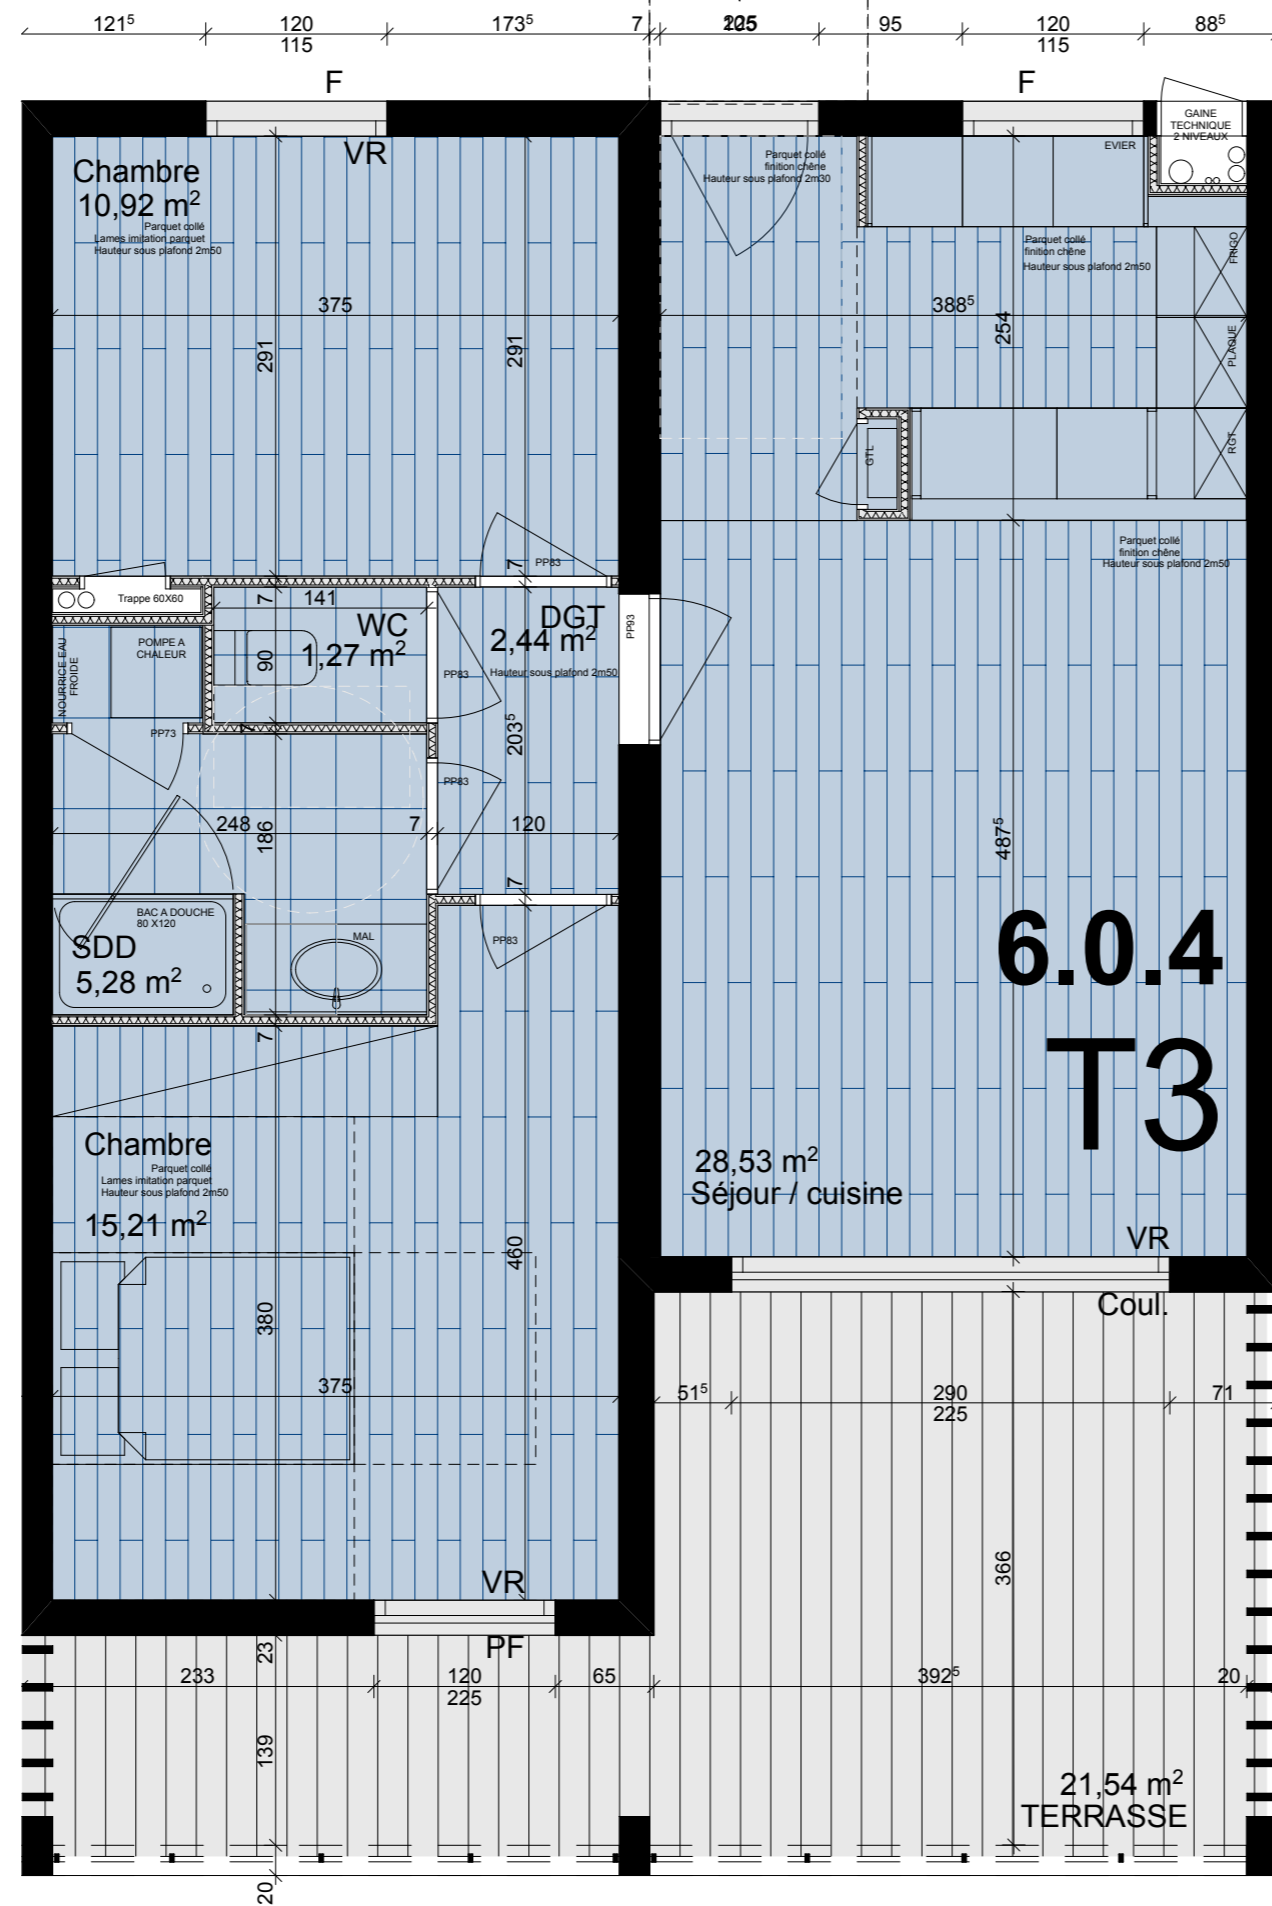 121⁵ 120 173⁵ 7 95 120 88⁵
115 115
F F
GAINE
TECHNIQUE
2 NIVEAUX
VR
EVIER
Chambre
10,92 m²
Parquet collé
Lames imitation parquet
Hauteur sous plafond 2m50
Parquet collé
finition chêne
Hauteur sous plafond 2m30
Parquet collé
finition chêne
Hauteur sous plafond 2m50
FRIGO
375
388⁵
291
291
254
PLAQUE
RGT
GTL
Parquet collé
finition chêne
Hauteur sous plafond 2m50
PP83
7
Trappe 60X60
7
141
WC
1,27 m²
90
DGT
2,44 m²
Hauteur sous plafond 2m50
PP93
NOURRICE EAU
FROIDE
POMPE A
CHALEUR
PP83
PP73
7
203⁵
PP83
248
186
7
120
487⁵
7
BAC A DOUCHE
80 X120
SDD
5,28 m²
MAL
PP83
6.0.4
T3
7
Chambre
Parquet collé
Lames imitation parquet
Hauteur sous plafond 2m50
15,21 m²
28,53 m²
Séjour / cuisine
VR
Coul.
460
380
375
51⁵ 290 71
225
366
VR
PF
23
233 120 65 392⁵ 20
225
139
21,54 m²
TERRASSE
20